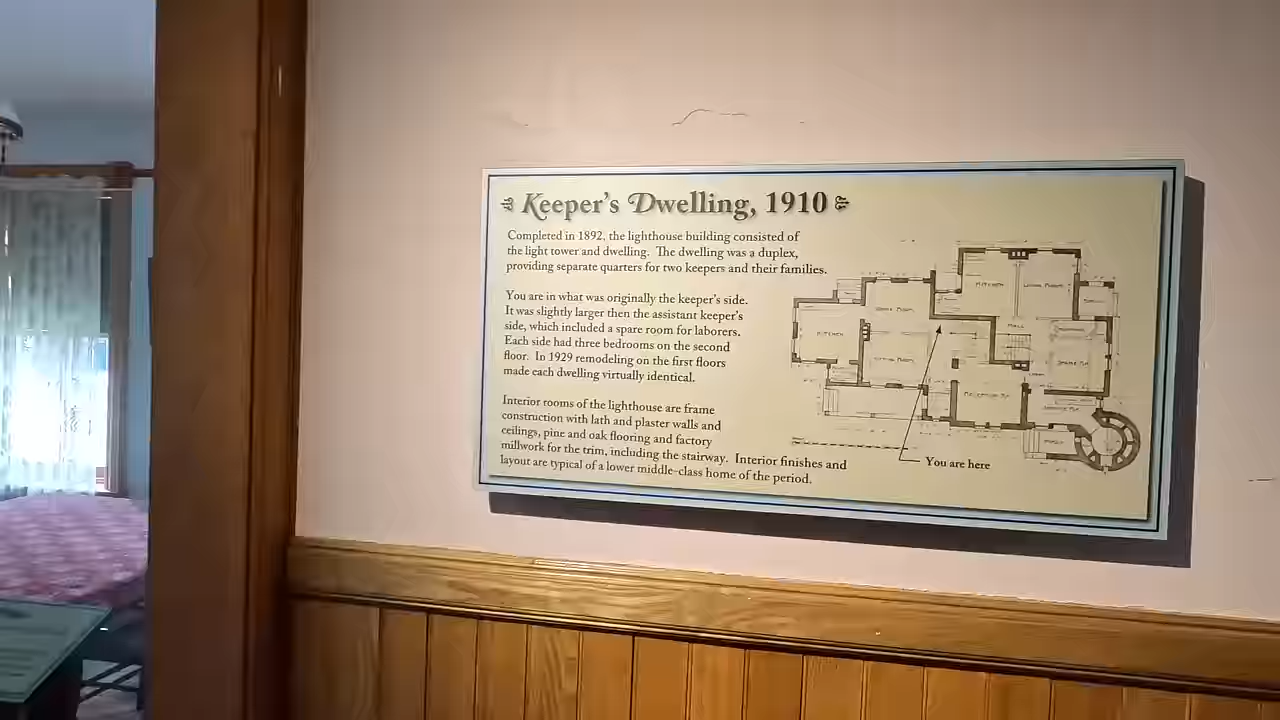 Keeper's Dwelling, 1910
Completed in 1892, the lighthouse building consisted of
the light tower and dwelling. The dwelling was a duplex,
providing separate quarters for two keepers and their families.
You are in what was originally the keeper's side.
It was slightly larger then the assistant keeper's
side, which included a spare room for laborers.
Each side had three bedrooms on the second
floor. In 1929 remodeling on the first floors
made each dwelling virtually identical.
Interior rooms of the lighthouse are frame
construction with lath and plaster walls and
ceilings, pine and oak flooring and factory
millwork for the trim, including the stairway. Interior finishes and
layout are typical of a lower middle-class home of the period.
KITCHEN
KITCHEN
HALL
You are here